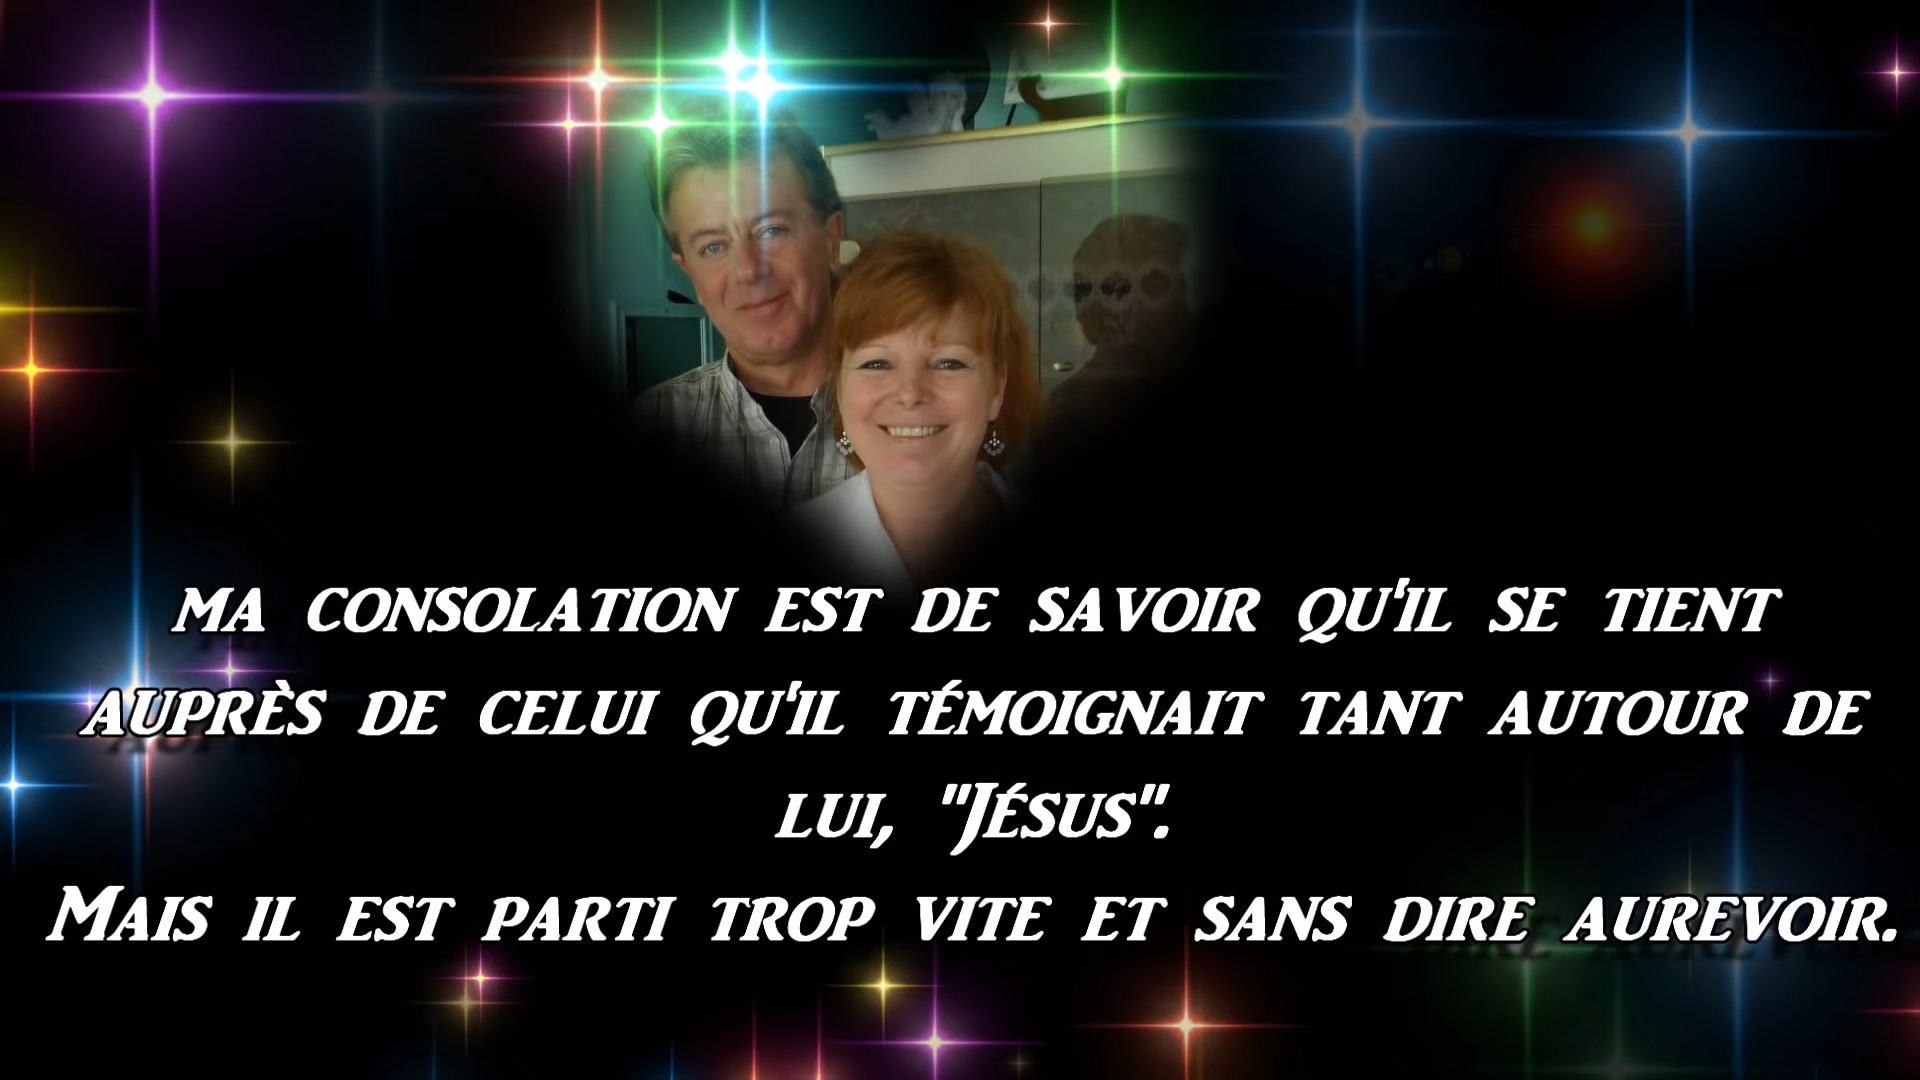 MA CONSOLATION EST DE SAVOIR QU'IL SE TIENT
AUPRÈS DE CELUI QU'IL TÉMOIGNAIT TANT AUTOUR DE
LUI, "JÉSUS".
MAIS IL EST PARTI TROP VITE ET SANS DIRE AUREVOIR.